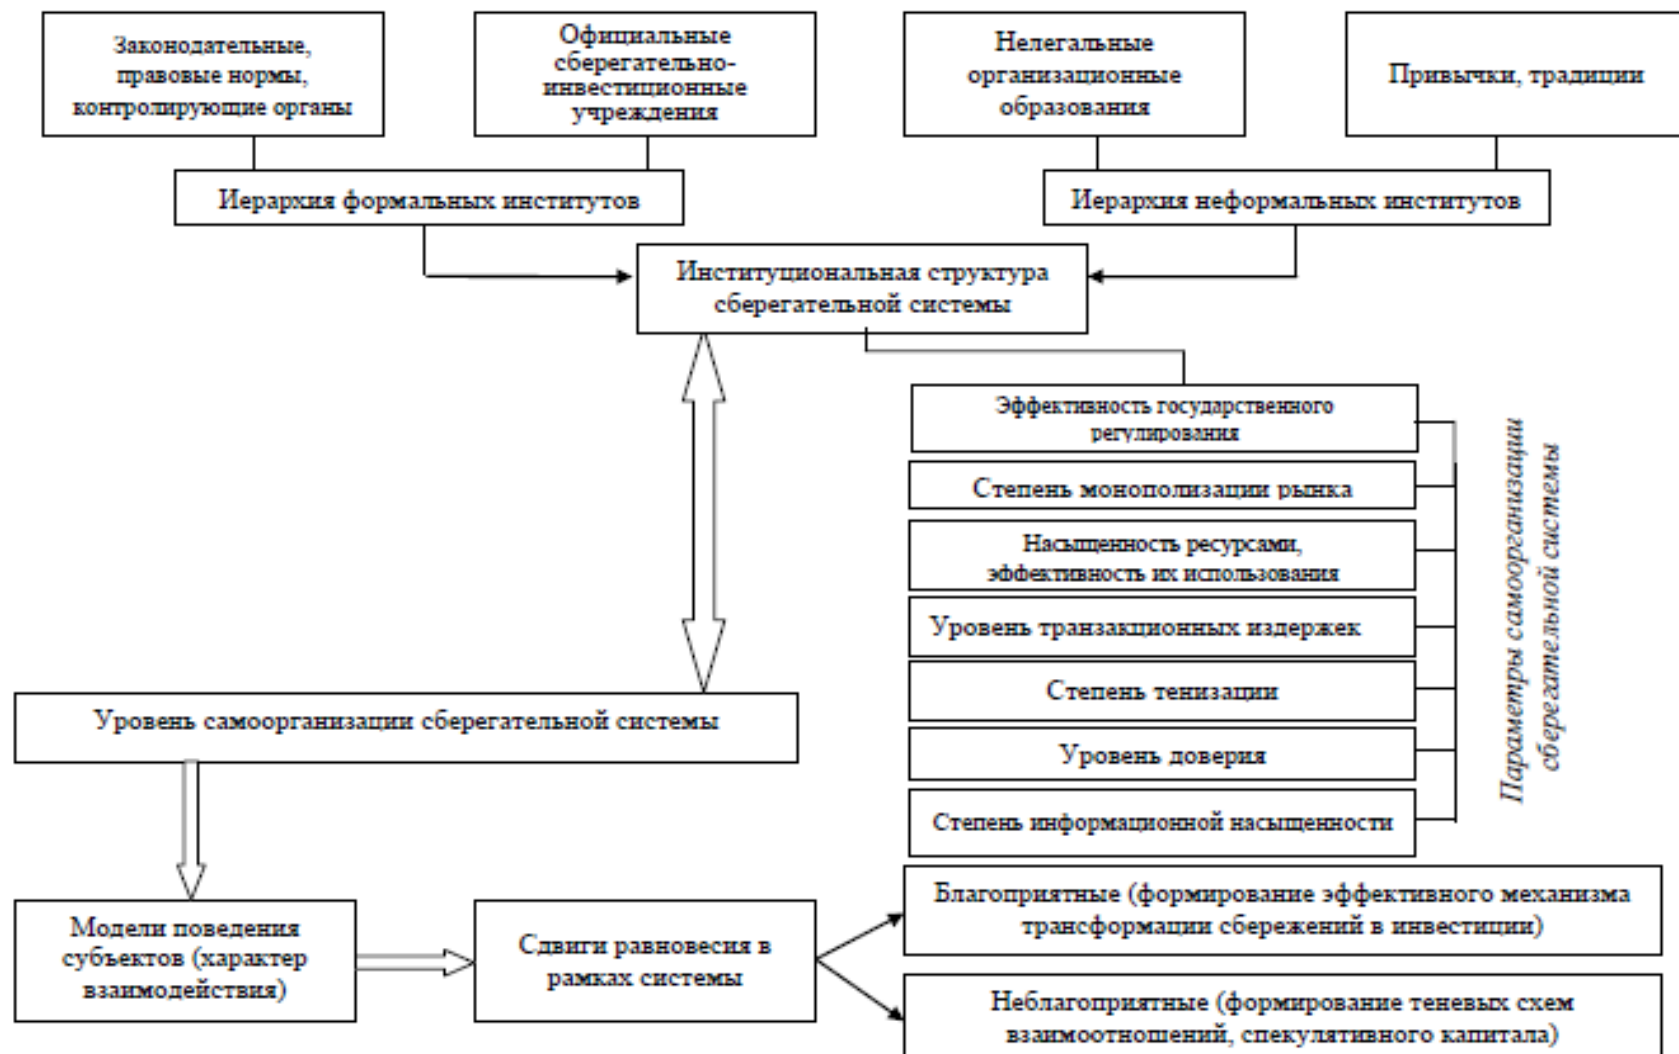 Законодательные,
правовые нормы,
контролирующие органы
Официальные
сберегательно-
инвестиционные
учреждения
Нелегальные
организационные
образования
Привычки, традиции
Иерархия формальных институтов
Иерархия неформальных институтов
Институциональная структура
сберегательной системы
Эффективность государственного
регулирования
Степень монополизации рынка
Насыщенность ресурсами,
эффективность их использования
Уровень транзакционных издержек
Степень тенизации
Уровень доверия
Степень информационной насыщенности
Параметры самоорганизации
сберегательной системы
Уровень самоорганизации сберегательной системы
Модели поведения
субъектов (характер
взаимодействия)
Сдвиги равновесия в
рамках системы
Благоприятные (формирование эффективного механизма
трансформации сбережений в инвестиции)
Неблагоприятные (формирование теневых схем
взаимоотношений, спекулятивного капитала)